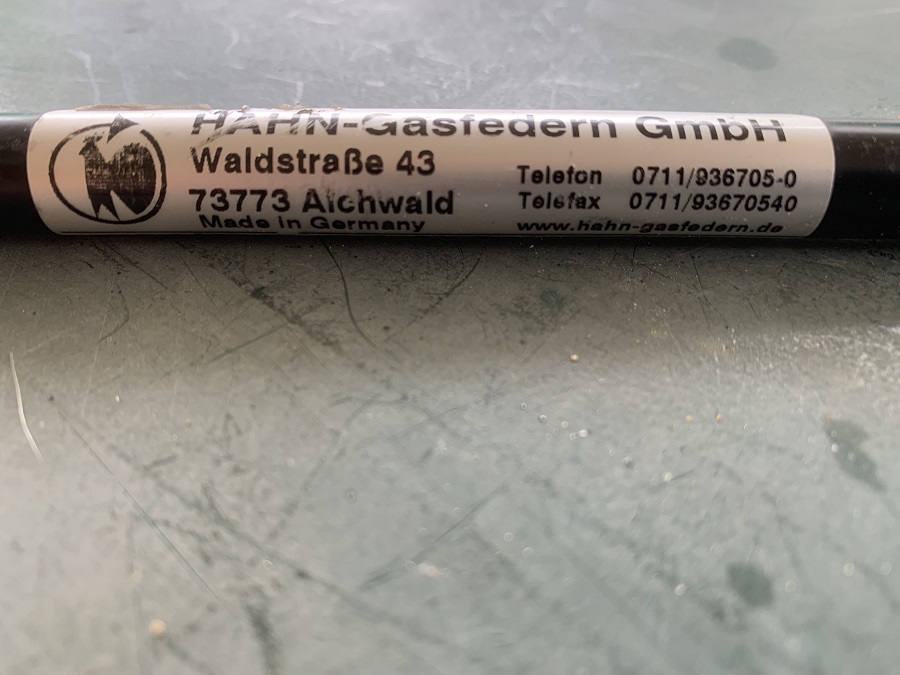 HAHN-Gasfedern GmbH
Waldstraße 43
73773 Aichwald
Made in Germany
Telefon 0711/936705-0
Telefax 0711/93670540
www.hahn-gasfedern.de